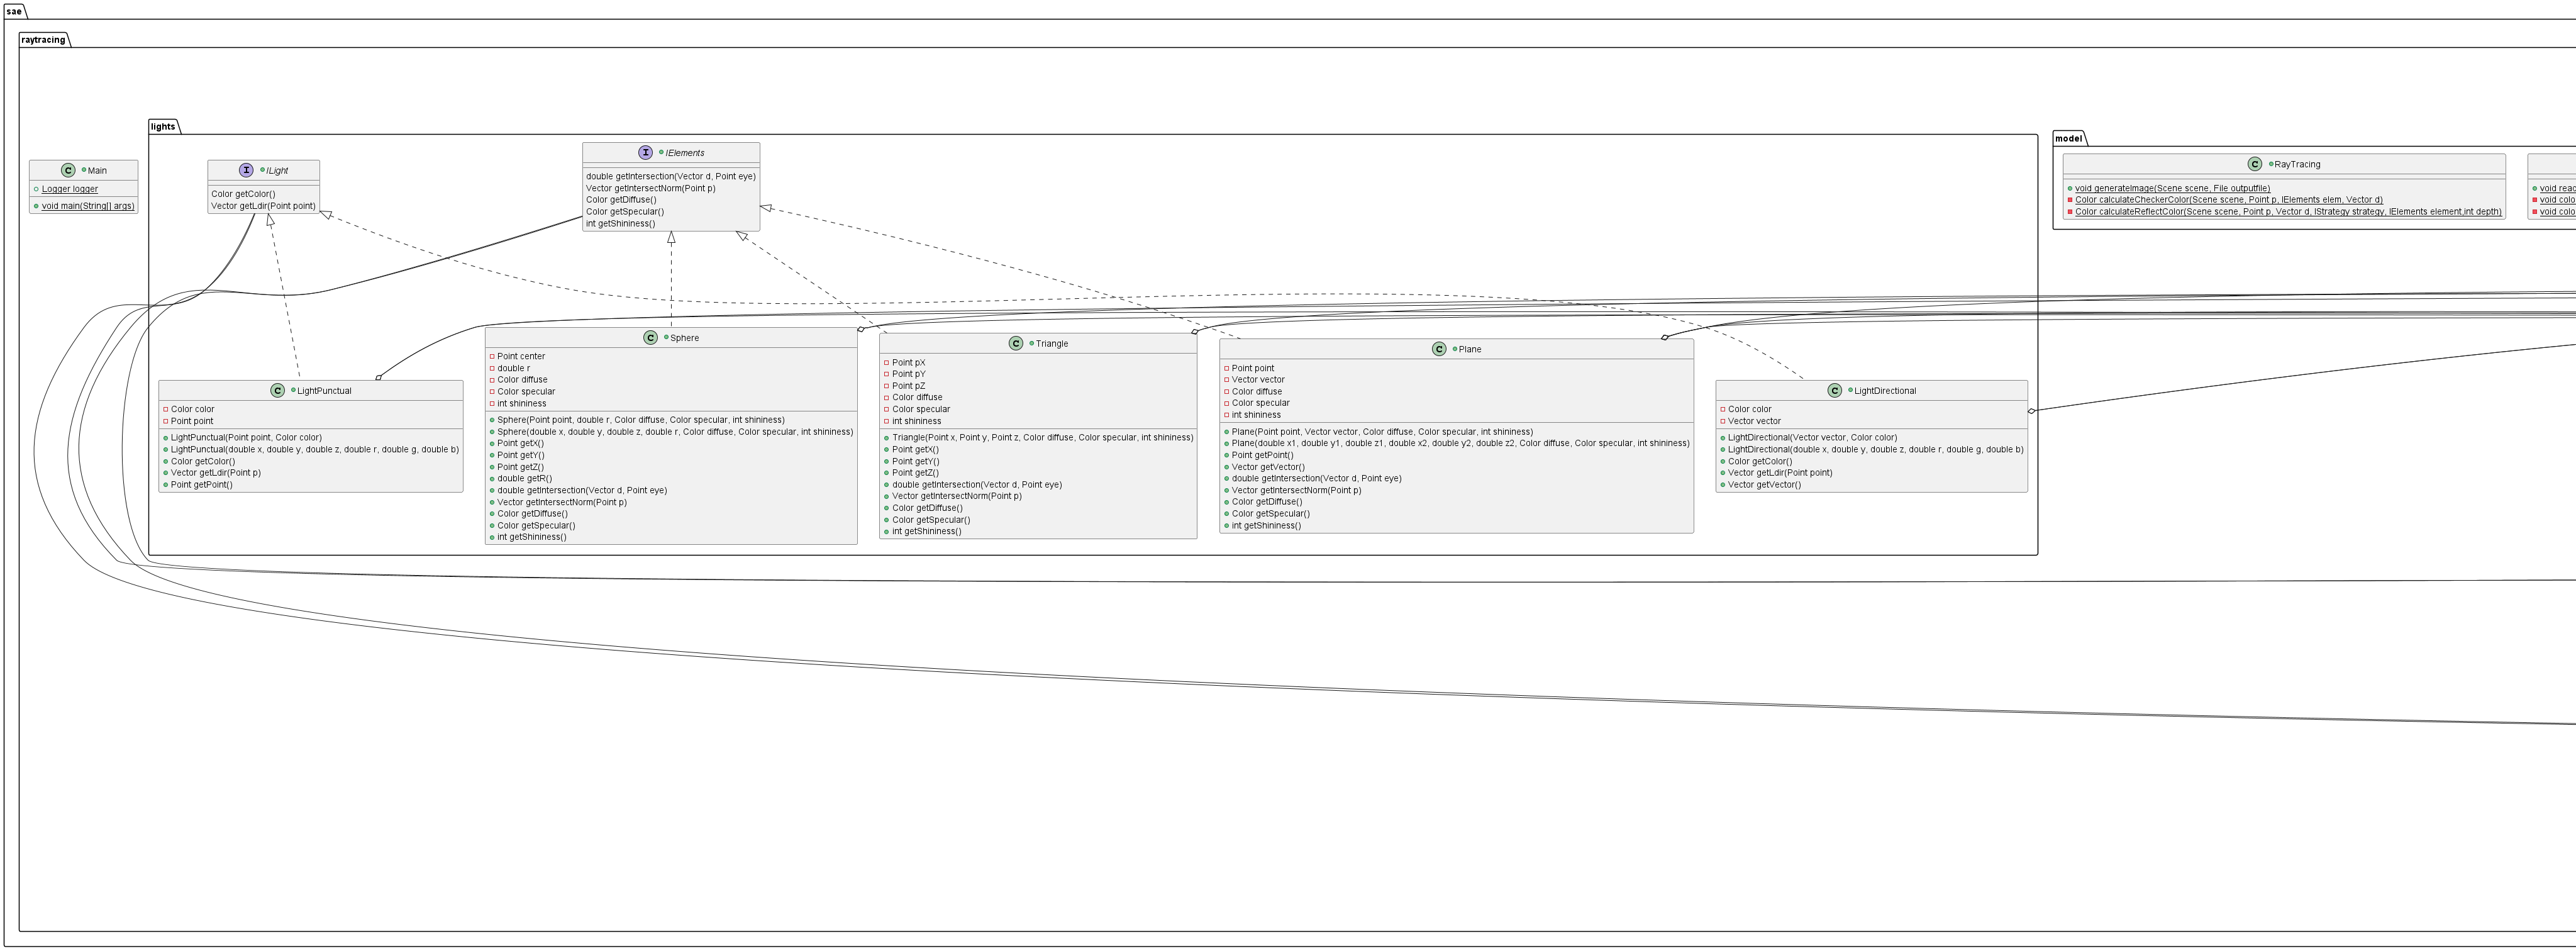 sae
raytracing
lights
model
C Main
Logger logger
void main(String[] args)
I ILight
Color getColor()
Vector getLdir(Point point)
I IElements
double getIntersection(Vector d, Point eye)
Vector getIntersectNorm(Point p)
Color getDiffuse()
Color getSpecular()
int getShininess()
C RayTracing
void generateImage(Scene scene, File outputfile)
Color calculateCheckerColor(Scene scene, Point p, IElements elem, Vector d)
Color calculateReflectColor(Scene scene, Point p, Vector d, IStrategy strategy, IElements element,int depth)
void read
void colo
void colo
C LightPunctual
Color color
Point point
LightPunctual(Point point, Color color)
LightPunctual(double x, double y, double z, double r, double g, double b)
Color getColor()
Vector getLdir(Point p)
Point getPoint()
C Sphere
Point center
double r
Color diffuse
Color specular
int shininess
Sphere(Point point, double r, Color diffuse, Color specular, int shininess)
Sphere(double x, double y, double z, double r, Color diffuse, Color specular, int shininess)
Point getX()
Point getY()
Point getZ()
double getR()
double getIntersection(Vector d, Point eye)
Vector getIntersectNorm(Point p)
Color getDiffuse()
Color getSpecular()
int getShininess()
C Triangle
Point pX
Point pY
Point pZ
Color diffuse
Color specular
int shininess
Triangle(Point x, Point y, Point z, Color diffuse, Color specular, int shininess)
Point getX()
Point getY()
Point getZ()
double getIntersection(Vector d, Point eye)
Vector getIntersectNorm(Point p)
Color getDiffuse()
Color getSpecular()
int getShininess()
C Plane
Point point
Vector vector
Color diffuse
Color specular
int shininess
Plane(Point point, Vector vector, Color diffuse, Color specular, int shininess)
Plane(double x1, double y1, double z1, double x2, double y2, double z2, Color diffuse, Color specular, int shininess)
Point getPoint()
Vector getVector()
double getIntersection(Vector d, Point eye)
Vector getIntersectNorm(Point p)
Color getDiffuse()
Color getSpecular()
int getShininess()
C LightDirectional
Color color
Vector vector
LightDirectional(Vector vector, Color color)
LightDirectional(double x, double y, double z, double r, double g, double b)
Color getColor()
Vector getLdir(Point point)
Vector getVector()